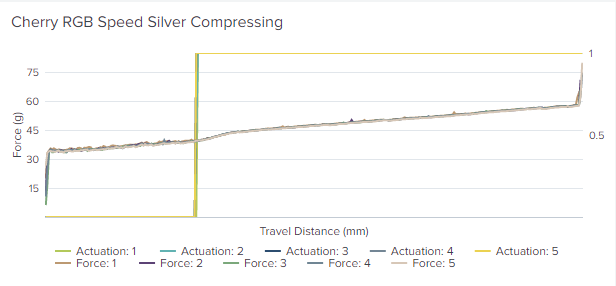 Cherry RGB Speed Silver Compressing
1
75
60
0.5
45
30
15
Force (g)
Travel Distance (mm)
Actuation: 1 Actuation: 2 Actuation: 3 Actuation: 4 Actuation: 5
Force: 1 Force: 2 Force: 3 Force: 4 Force: 5